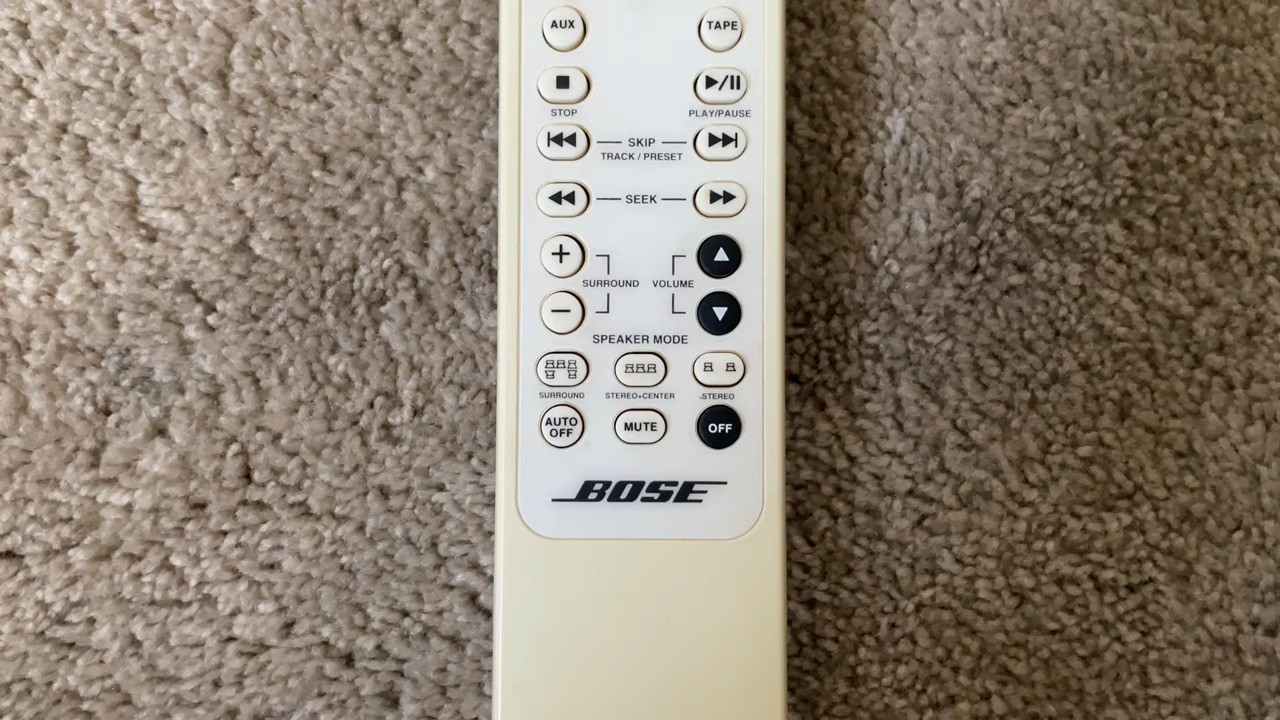 AUX TAPE
STOP PLAY/PAUSE
SKIP
TRACK / PRESET
SEEK
+
SURROUND VOLUME
−
SPEAKER MODE
SURROUND STEREO+CENTER STEREO
AUTO OFF MUTE OFF
BOSE